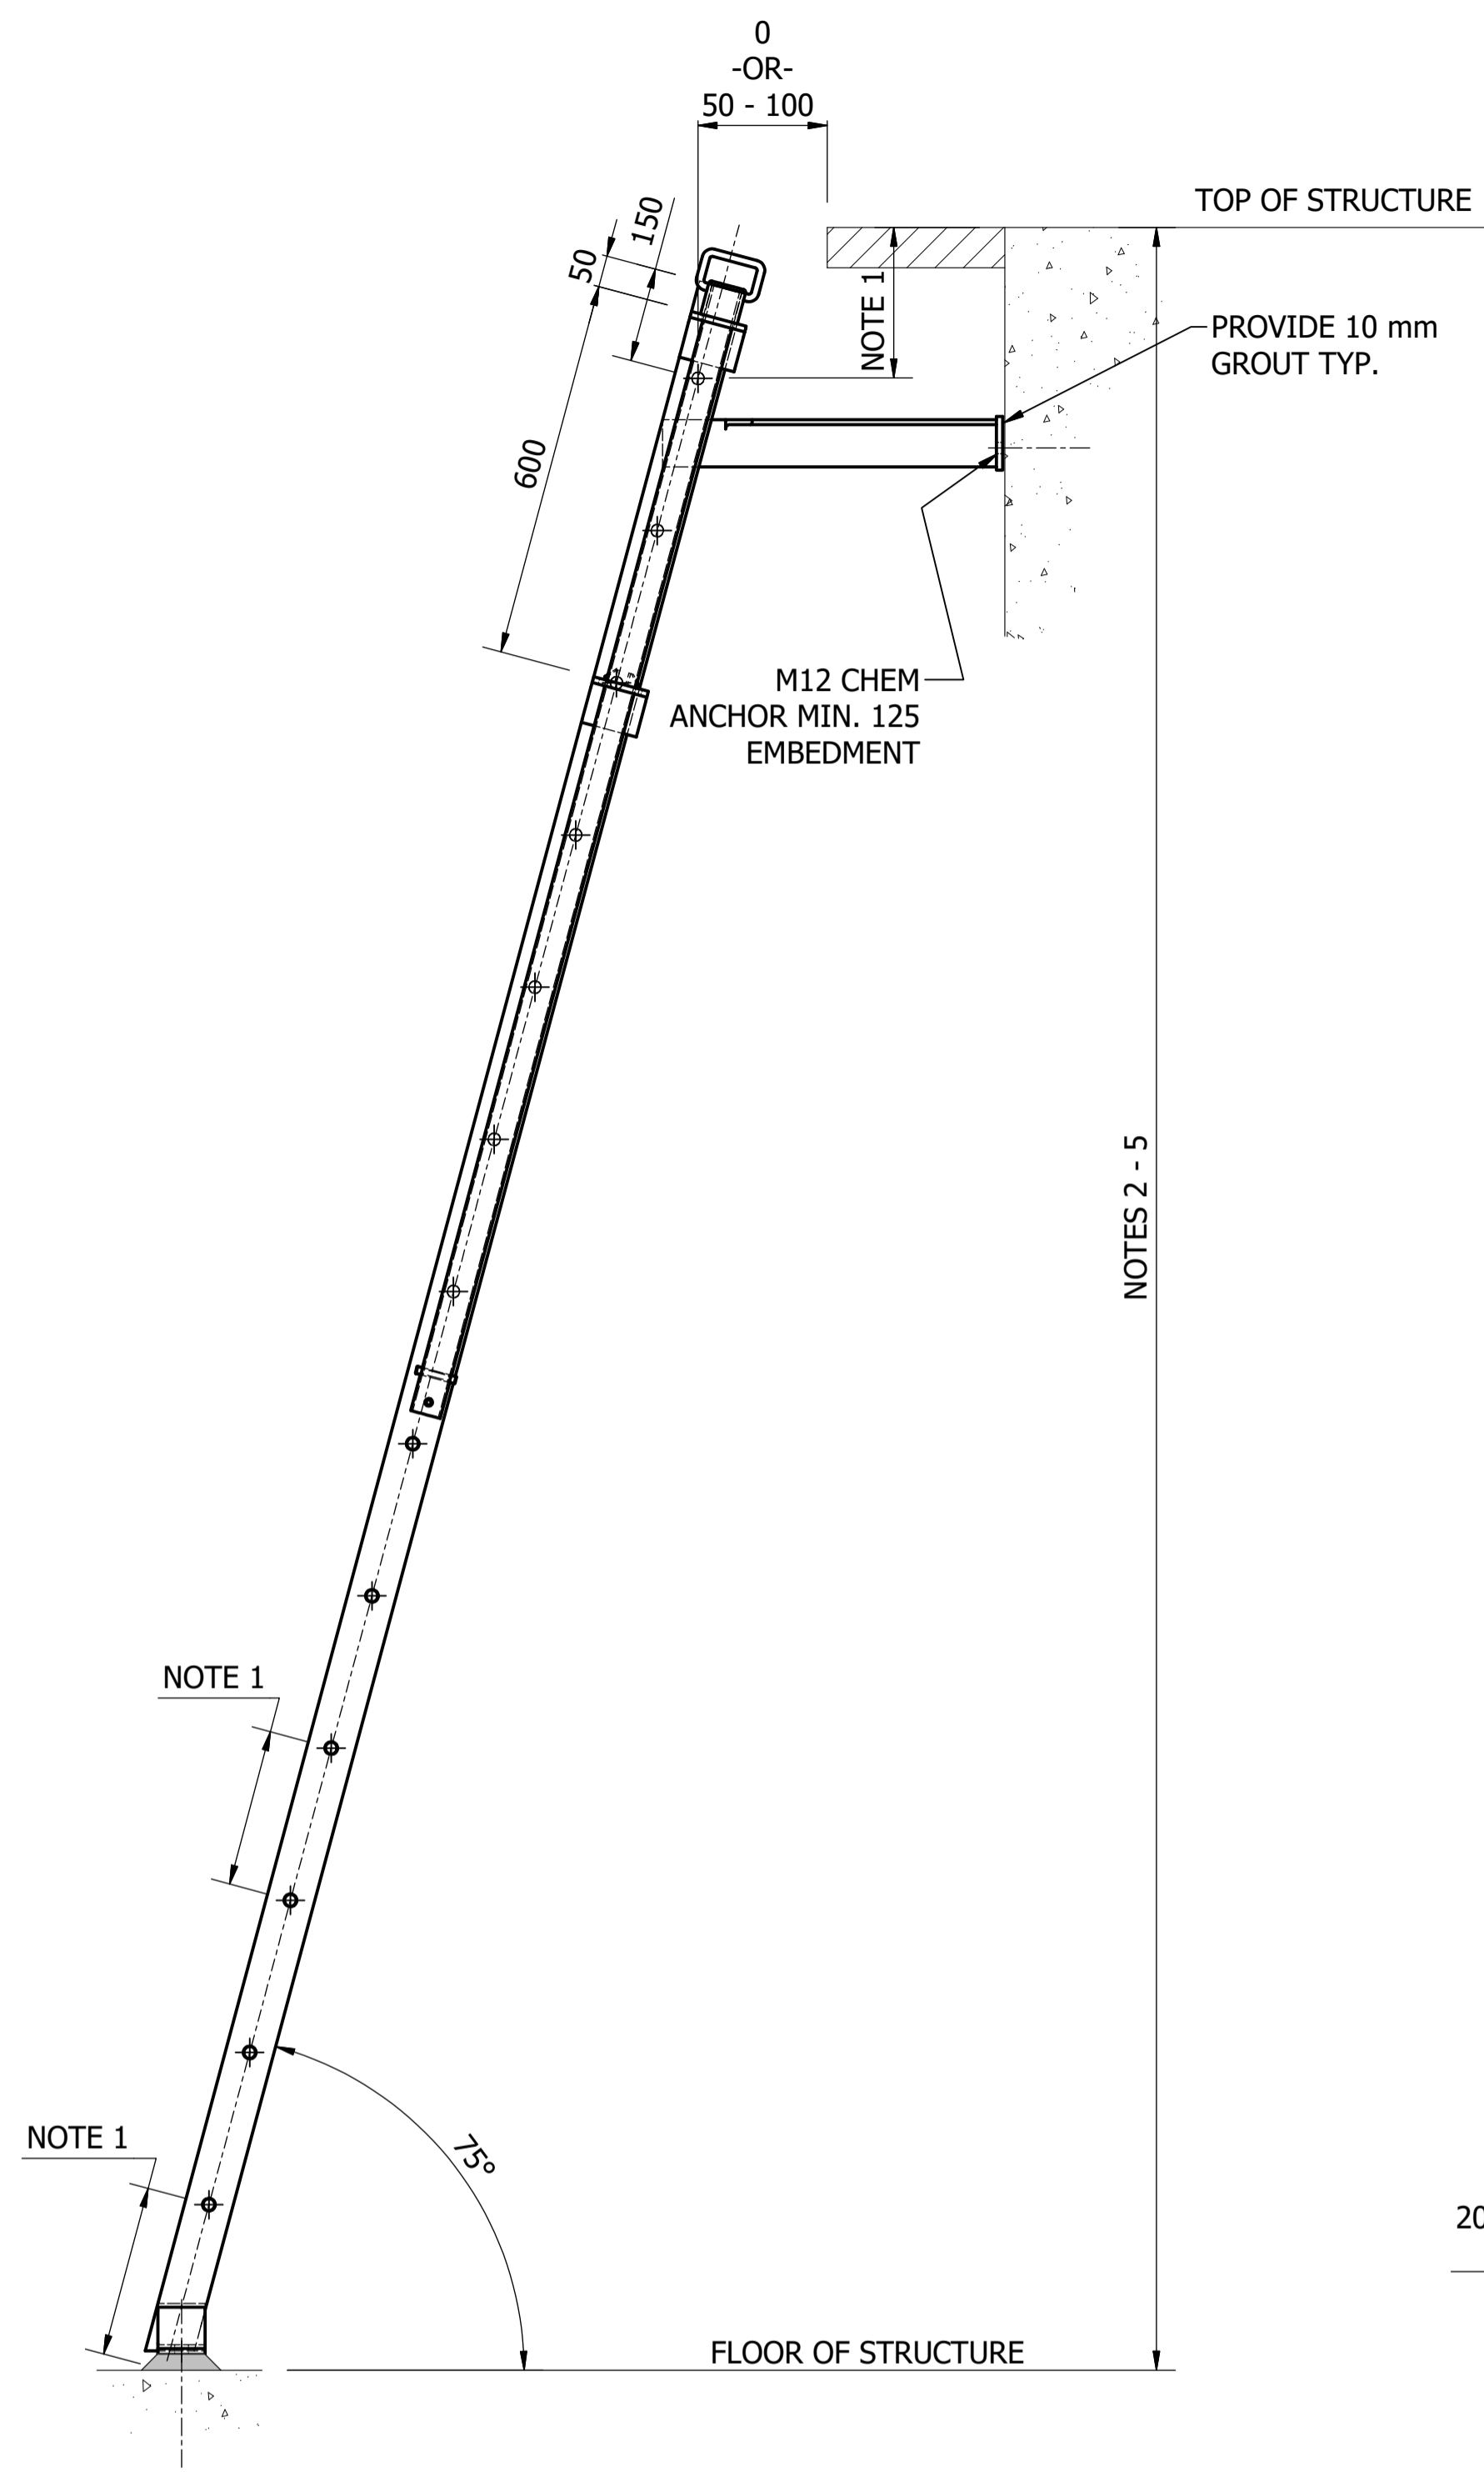 0
-OR-
50 - 100
TOP OF STRUCTURE
150
50
NOTE 1
PROVIDE 10 mm
GROUT TYP.
600
M12 CHEM
ANCHOR MIN. 125
EMBEDMENT
NOTES 2 - 5
NOTE 1
NOTE 1
75°
20
FLOOR OF STRUCTURE